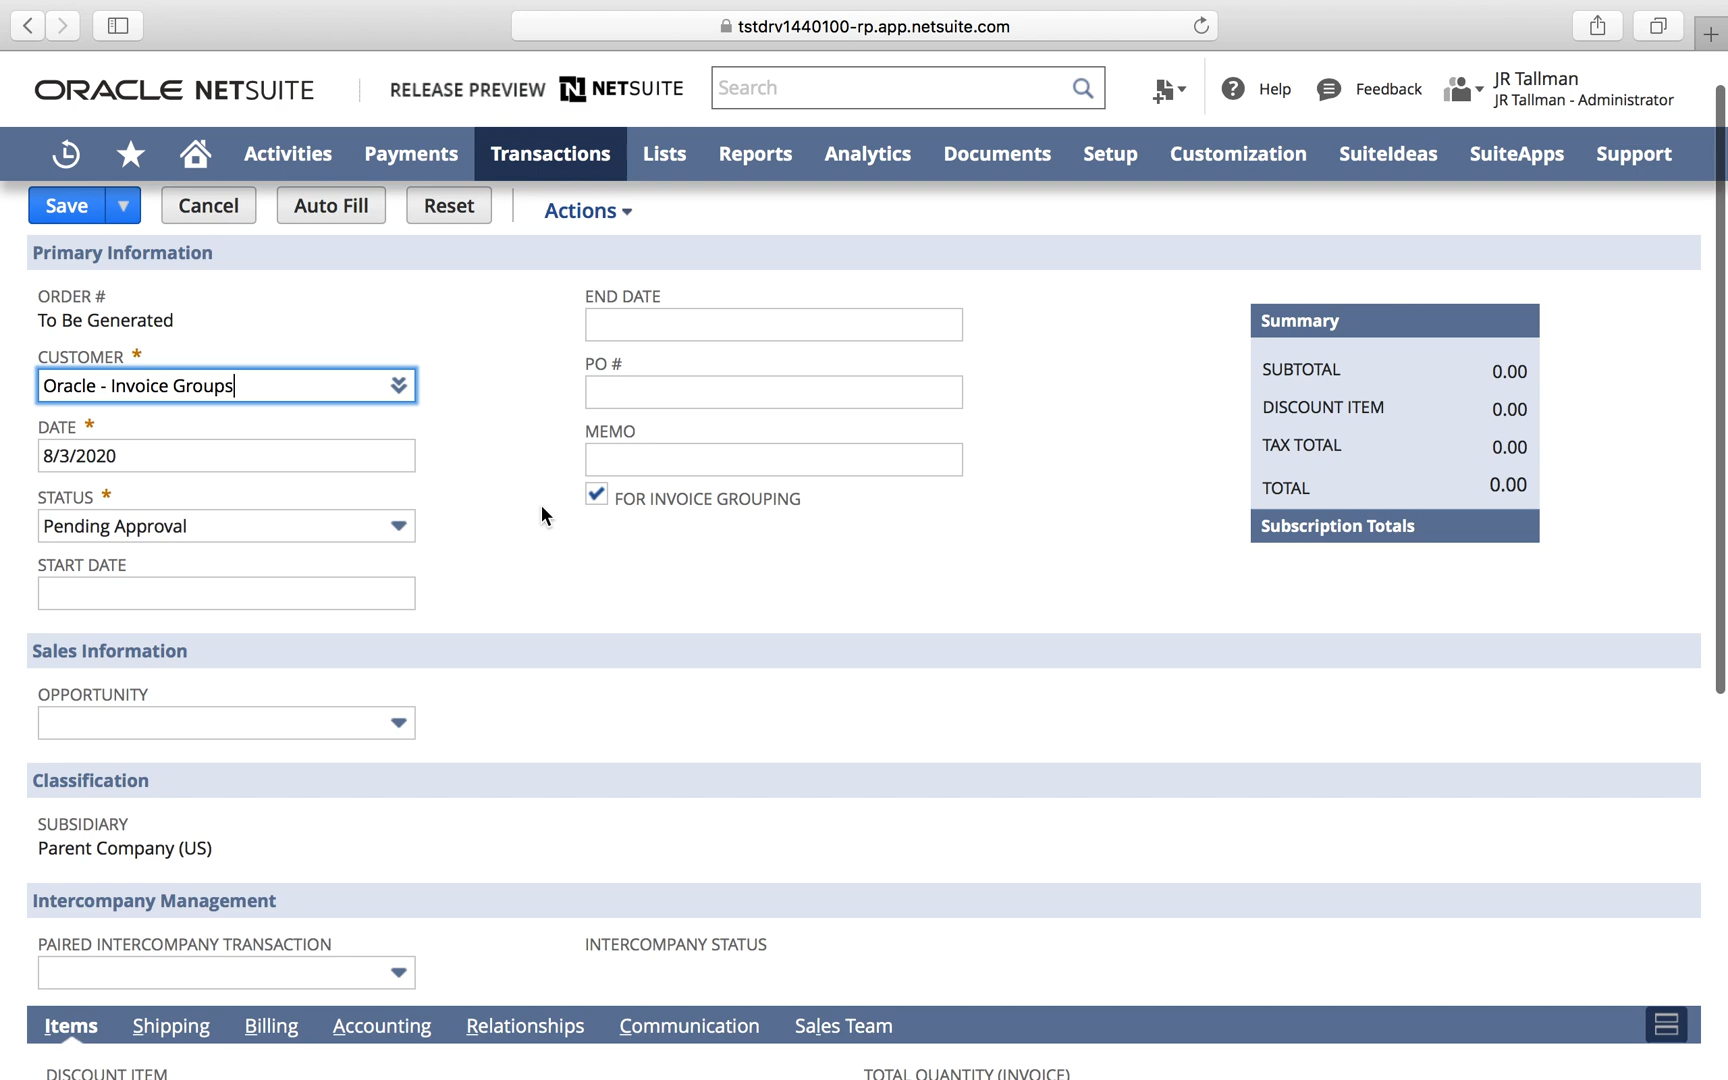 tstdrv1440100-rp.app.netsuite.com
ORACLE NETSUITE
RELEASE PREVIEW N NETSUITE
Search
Help
Feedback
JR Tallman
JR Tallman - Administrator
Activities Payments Transactions Lists Reports Analytics Documents Setup Customization SuiteIdeas SuiteApps Support
Save Cancel Auto Fill Reset Actions
Primary Information
ORDER #
To Be Generated
CUSTOMER *
Oracle - Invoice Groups
DATE *
8/3/2020
STATUS *
Pending Approval
START DATE
END DATE
PO #
MEMO
FOR INVOICE GROUPING
Summary
SUBTOTAL 0.00
DISCOUNT ITEM 0.00
TAX TOTAL 0.00
TOTAL 0.00
Subscription Totals
Sales Information
OPPORTUNITY
Classification
SUBSIDIARY
Parent Company (US)
Intercompany Management
PAIRED INTERCOMPANY TRANSACTION
INTERCOMPANY STATUS
Items Shipping Billing Accounting Relationships Communication Sales Team
DISCOUNT ITEM
TOTAL QUANTITY (INVOICE)